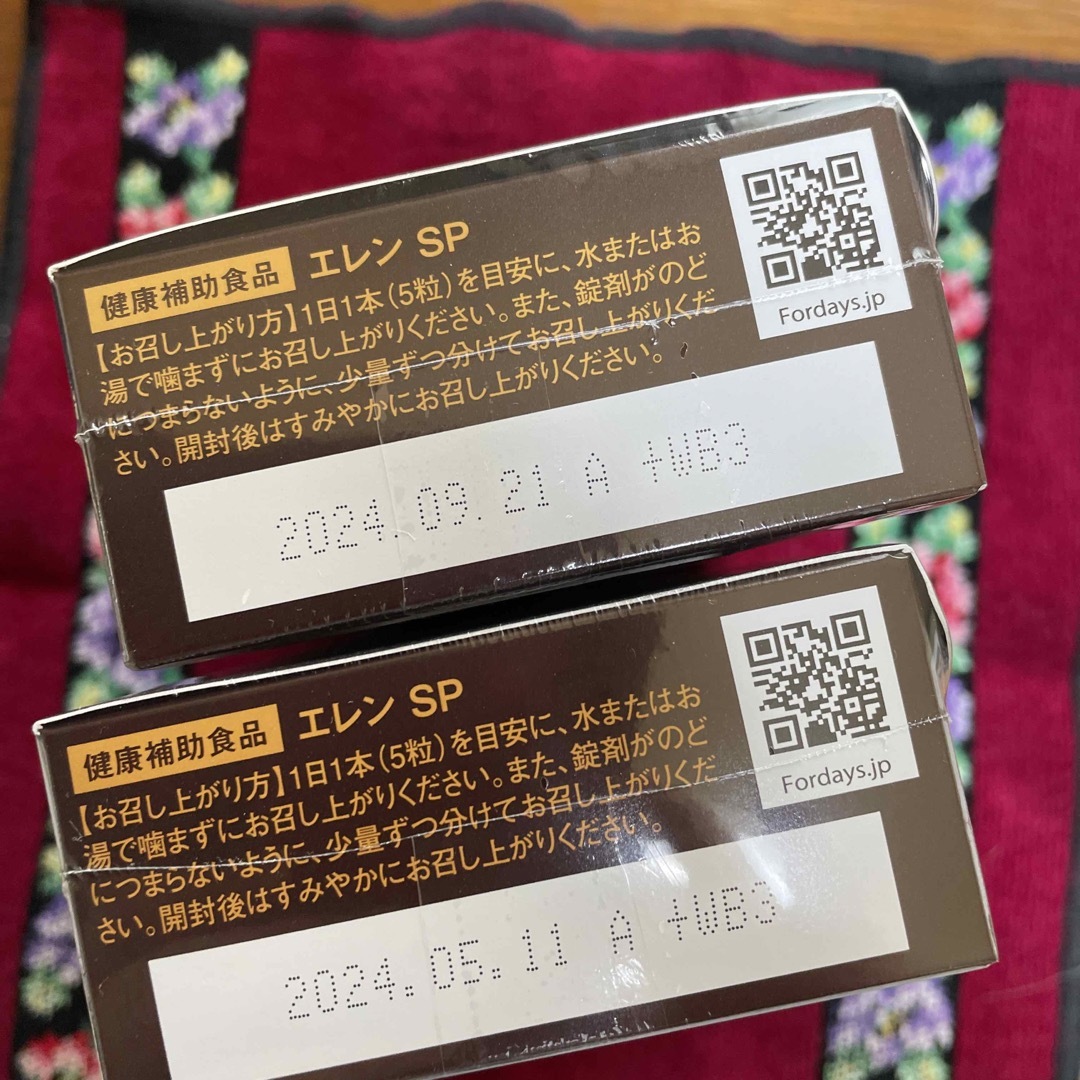 健康補助食品 エレン SP
【お召し上がり方】1日1本（5粒）を目安に、水またはお
湯で噛まずにお召し上がりください。また、錠剤がのど
につまらないように、少量ずつ分けてお召し上がりくだ
さい。開封後はすみやかにお召し上がりください。
Fordays.jp
2024.09.21 A +WB3
健康補助食品 エレン SP
【お召し上がり方】1日1本（5粒）を目安に、水またはお
湯で噛まずにお召し上がりください。また、錠剤がのど
につまらないように、少量ずつ分けてお召し上がりくだ
さい。開封後はすみやかにお召し上がりください。
Fordays.jp
2024.05.11 A +WB3